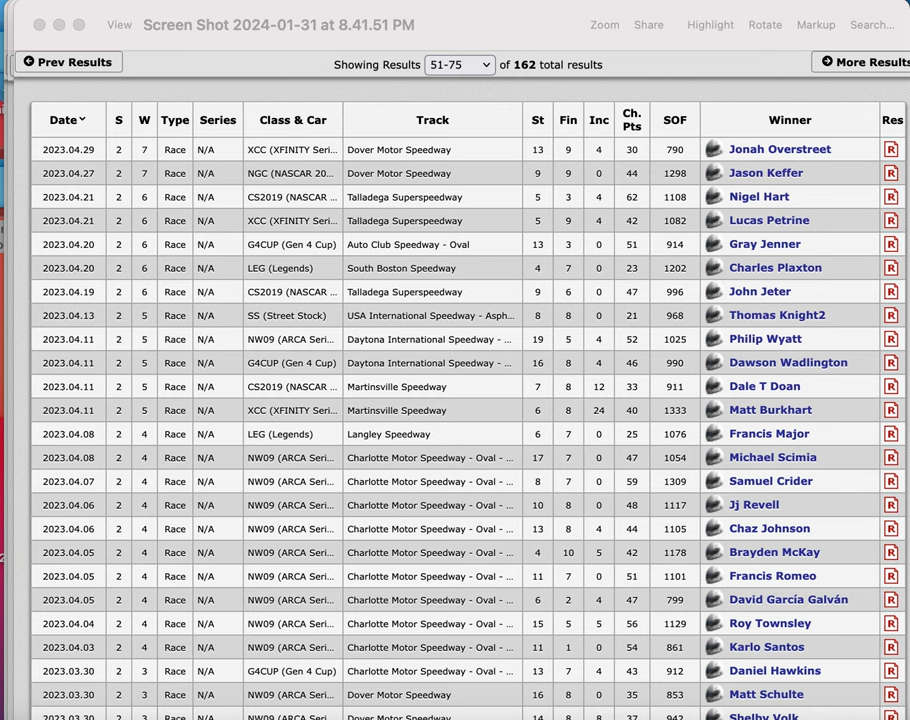 View Screen Shot 2024-01-31 at 8.41.51 PM Zoom Share Highlight Rotate Markup Search...
Prev Results Showing Results 51-75 of 162 total results More Results
Date S W Type Series Class & Car Track St Fin Inc Ch. Pts SOF Winner Res
2023.04.29 2 7 Race N/A XCC (XFINITY Seri... Dover Motor Speedway 13 9 4 30 790 Jonah Overstreet R
2023.04.27 2 7 Race N/A NGC (NASCAR 20... Dover Motor Speedway 9 9 0 44 1298 Jason Keffer R
2023.04.21 2 6 Race N/A CS2019 (NASCAR ... Talladega Superspeedway 5 3 4 62 1108 Nigel Hart R
2023.04.21 2 6 Race N/A XCC (XFINITY Seri... Talladega Superspeedway 5 9 4 42 1082 Lucas Petrine R
2023.04.20 2 6 Race N/A G4CUP (Gen 4 Cup) Auto Club Speedway - Oval 13 3 0 51 914 Gray Jenner R
2023.04.20 2 6 Race N/A LEG (Legends) South Boston Speedway 4 7 0 23 1202 Charles Plaxton R
2023.04.19 2 6 Race N/A CS2019 (NASCAR ... Talladega Superspeedway 9 6 0 47 996 John Jeter R
2023.04.13 2 5 Race N/A SS (Street Stock) USA International Speedway - Asph... 8 8 0 21 968 Thomas Knight2 R
2023.04.11 2 5 Race N/A NW09 (ARCA Seri... Daytona International Speedway - ... 19 5 4 52 1025 Philip Wyatt R
2023.04.11 2 5 Race N/A G4CUP (Gen 4 Cup) Daytona International Speedway - ... 16 8 4 46 990 Dawson Wadlington R
2023.04.11 2 5 Race N/A CS2019 (NASCAR ... Martinsville Speedway 7 8 12 33 911 Dale T Doan R
2023.04.11 2 5 Race N/A XCC (XFINITY Seri... Martinsville Speedway 6 8 24 40 1333 Matt Burkhart R
2023.04.08 2 4 Race N/A LEG (Legends) Langley Speedway 6 7 0 25 1076 Francis Major R
2023.04.08 2 4 Race N/A NW09 (ARCA Seri... Charlotte Motor Speedway - Oval - ... 17 7 0 47 1054 Michael Scimia R
2023.04.07 2 4 Race N/A NW09 (ARCA Seri... Charlotte Motor Speedway - Oval - ... 8 7 0 59 1309 Samuel Crider R
2023.04.06 2 4 Race N/A NW09 (ARCA Seri... Charlotte Motor Speedway - Oval - ... 10 8 0 48 1117 Jj Revell R
2023.04.06 2 4 Race N/A NW09 (ARCA Seri... Charlotte Motor Speedway - Oval - ... 13 8 4 44 1105 Chaz Johnson R
2023.04.05 2 4 Race N/A NW09 (ARCA Seri... Charlotte Motor Speedway - Oval - ... 4 10 5 42 1178 Brayden McKay R
2023.04.05 2 4 Race N/A NW09 (ARCA Seri... Charlotte Motor Speedway - Oval - ... 11 7 0 51 1101 Francis Romeo R
2023.04.05 2 4 Race N/A NW09 (ARCA Seri... Charlotte Motor Speedway - Oval - ... 6 2 4 47 799 David García Galván R
2023.04.04 2 4 Race N/A NW09 (ARCA Seri... Charlotte Motor Speedway - Oval - ... 15 5 5 56 1129 Roy Townsley R
2023.04.03 2 4 Race N/A NW09 (ARCA Seri... Charlotte Motor Speedway - Oval - ... 11 1 0 54 861 Karlo Santos R
2023.03.30 2 3 Race N/A G4CUP (Gen 4 Cup) Charlotte Motor Speedway - Oval - ... 13 7 4 43 912 Daniel Hawkins R
2023.03.30 2 3 Race N/A NW09 (ARCA Seri... Dover Motor Speedway 16 8 0 35 853 Matt Schulte R
2023.03.30 2 3 Race N/A NW09 (ARCA Seri... Dover Motor Speedway 14 8 8 37 942 Shelby Volk